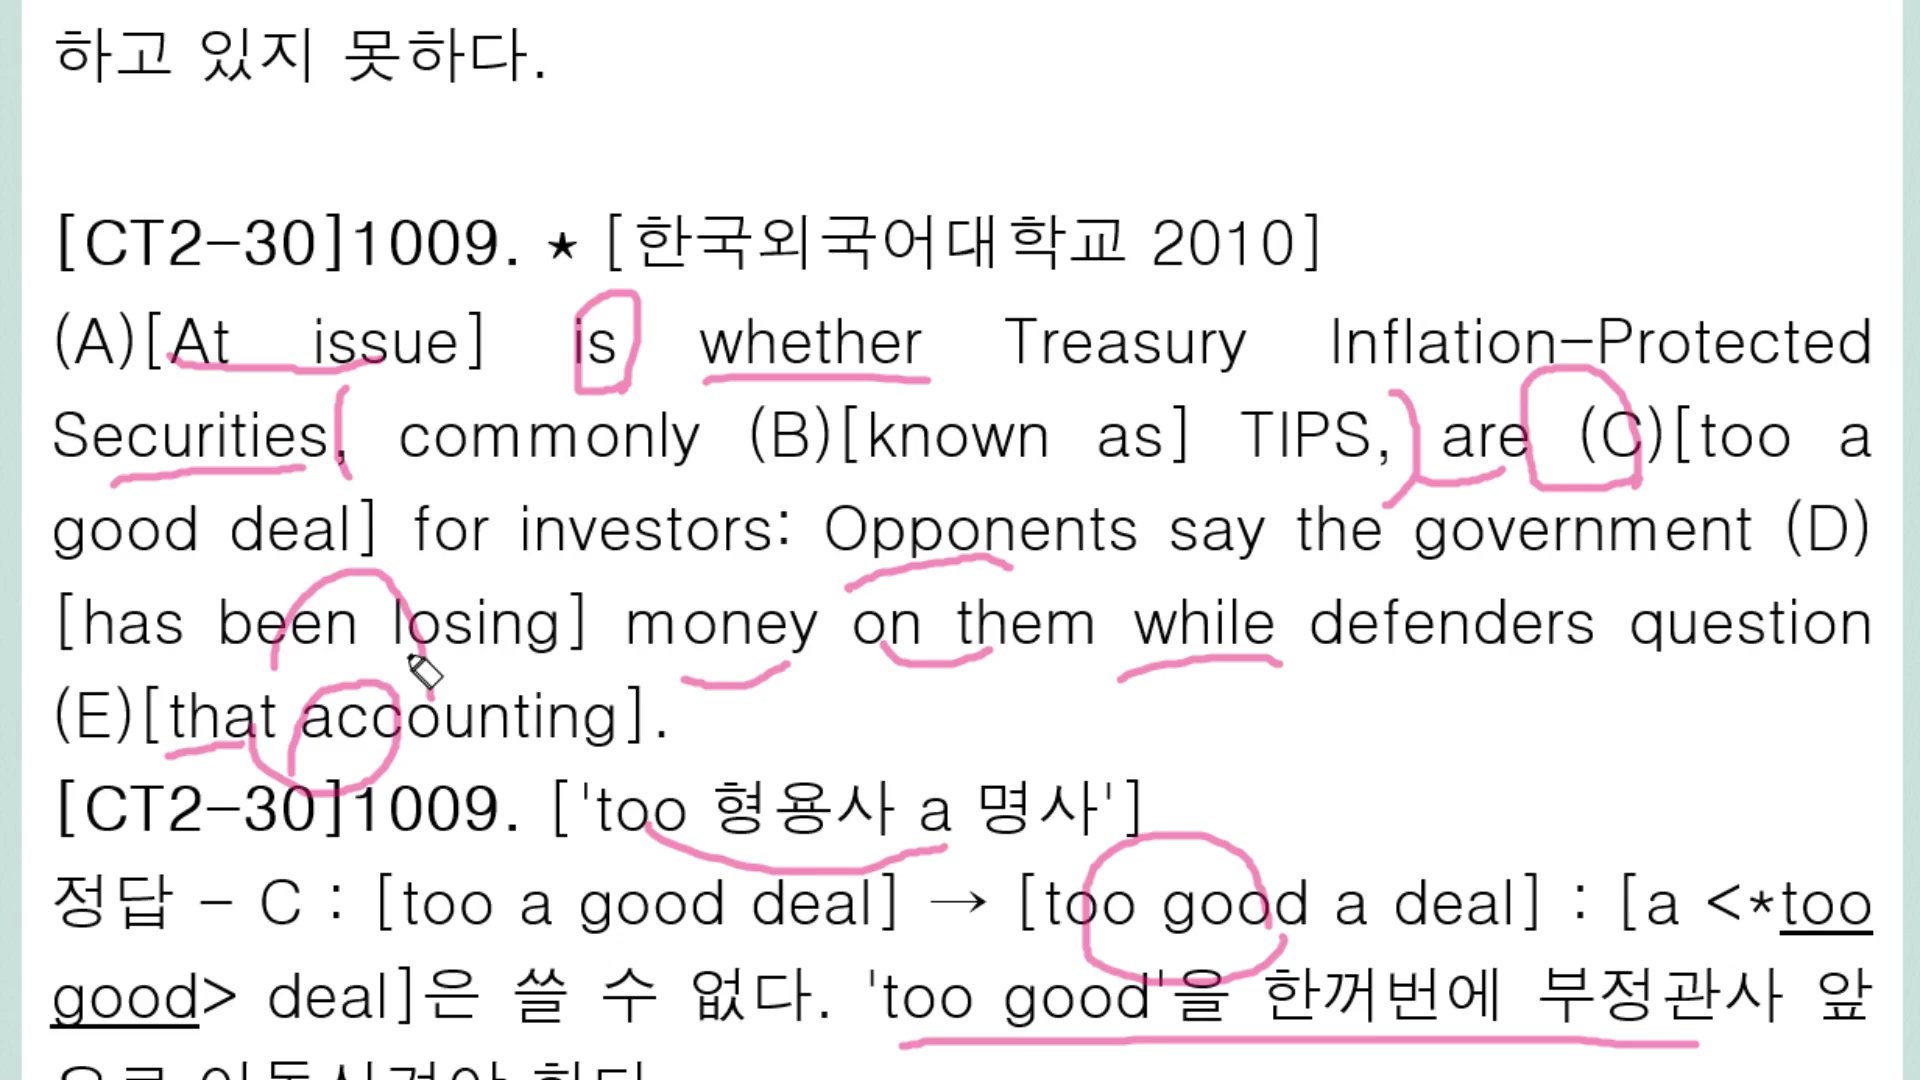 하고 있지 못하다.
[CT2-30]1009. ★ [한국외국어대학교 2010]
(A)[At issue] is whether Treasury Inflation-Protected
Securities, commonly (B)[known as] TIPS, are (C)[too a
good deal] for investors: Opponents say the government (D)
[has been losing] money on them while defenders question
(E)[that accounting].
[CT2-30]1009. ['too 형용사 a 명사']
정답 - C : [too a good deal] → [too good a deal] : [a <*too
good> deal]은 쓸 수 없다. 'too good'을 한꺼번에 부정관사 앞